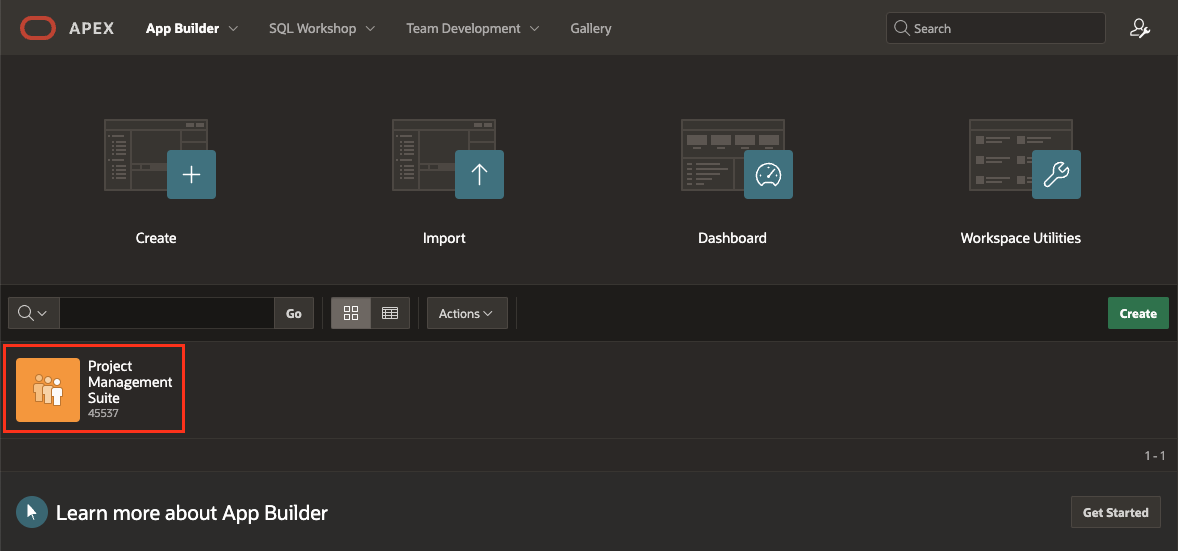 APEX App Builder SQL Workshop Team Development Gallery Search
Create Import Dashboard Workspace Utilities
Go Actions Create
Project
Management
Suite
45537
1 - 1
Learn more about App Builder Get Started